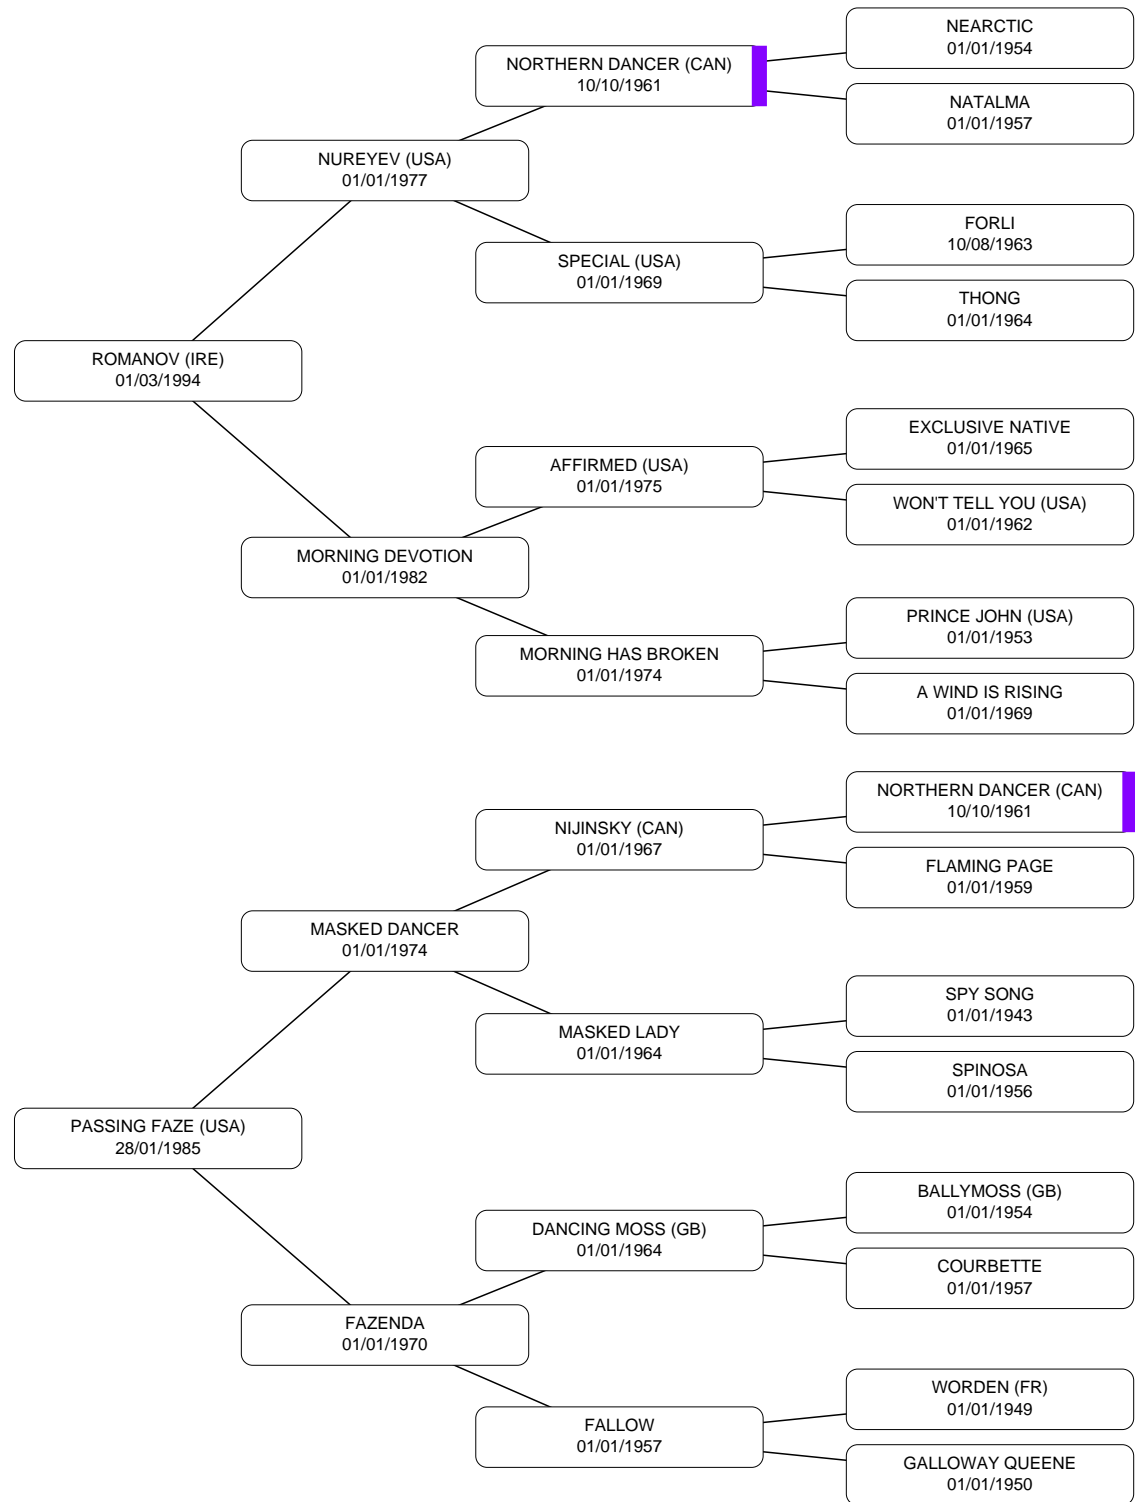 NEARCTIC
01/01/1954
NORTHERN DANCER (CAN)
10/10/1961
NATALMA
01/01/1957
NUREYEV (USA)
01/01/1977
FORLI
10/08/1963
SPECIAL (USA)
01/01/1969
THONG
01/01/1964
ROMANOV (IRE)
01/03/1994
EXCLUSIVE NATIVE
01/01/1965
AFFIRMED (USA)
01/01/1975
WON'T TELL YOU (USA)
01/01/1962
MORNING DEVOTION
01/01/1982
PRINCE JOHN (USA)
01/01/1953
MORNING HAS BROKEN
01/01/1974
A WIND IS RISING
01/01/1969
NORTHERN DANCER (CAN)
10/10/1961
NIJINSKY (CAN)
01/01/1967
FLAMING PAGE
01/01/1959
MASKED DANCER
01/01/1974
SPY SONG
01/01/1943
MASKED LADY
01/01/1964
SPINOSA
01/01/1956
PASSING FAZE (USA)
28/01/1985
BALLYMOSS (GB)
01/01/1954
DANCING MOSS (GB)
01/01/1964
COURBETTE
01/01/1957
FAZENDA
01/01/1970
WORDEN (FR)
01/01/1949
FALLOW
01/01/1957
GALLOWAY QUEENE
01/01/1950